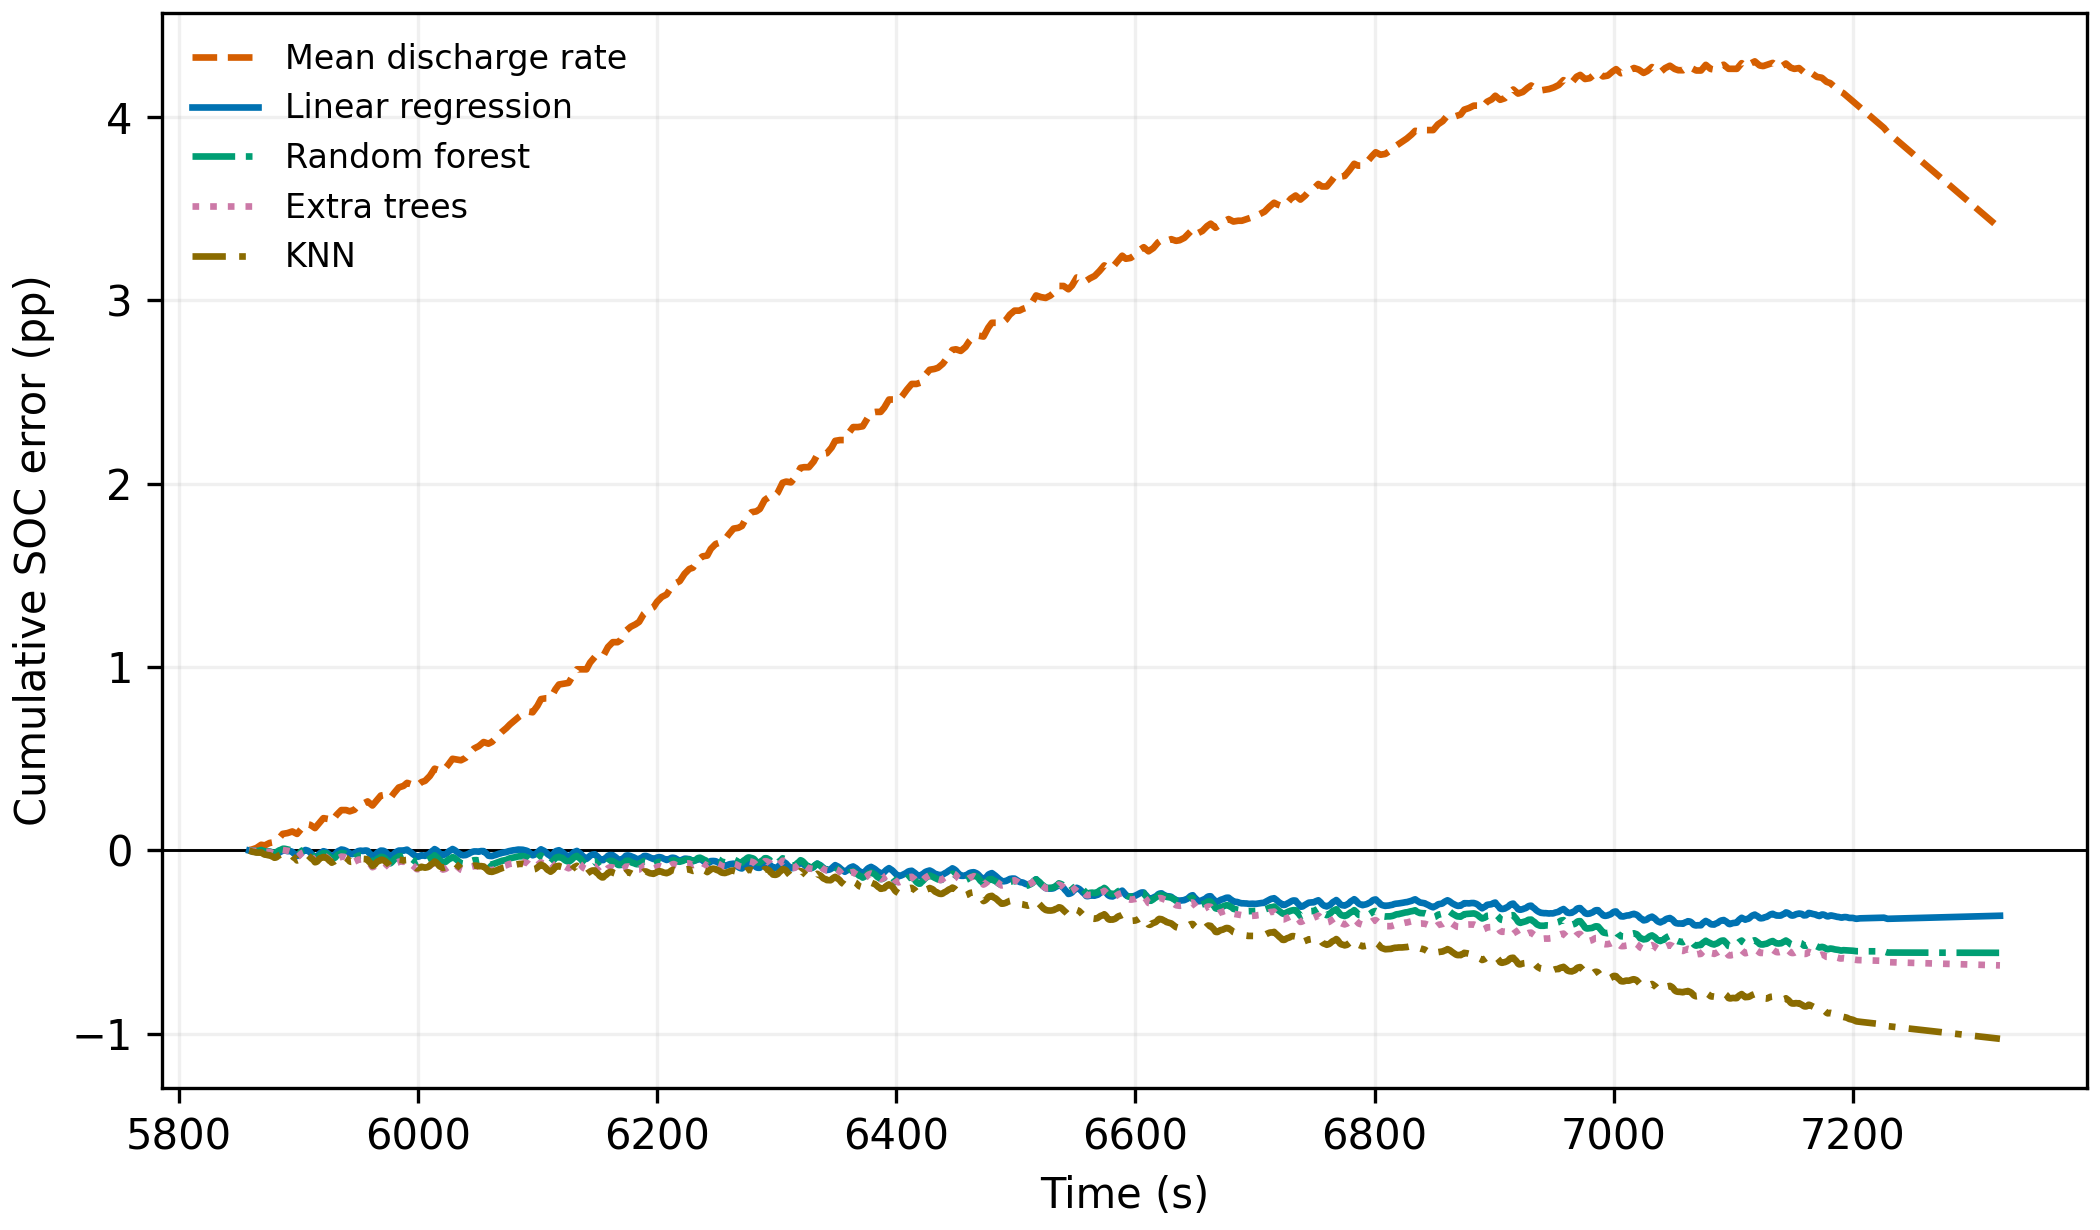 Mean discharge rate
Linear regression
Random forest
Extra trees
KNN
Cumulative SOC error (pp)
4
3
2
1
0
−1
5800 6000 6200 6400 6600 6800 7000 7200
Time (s)